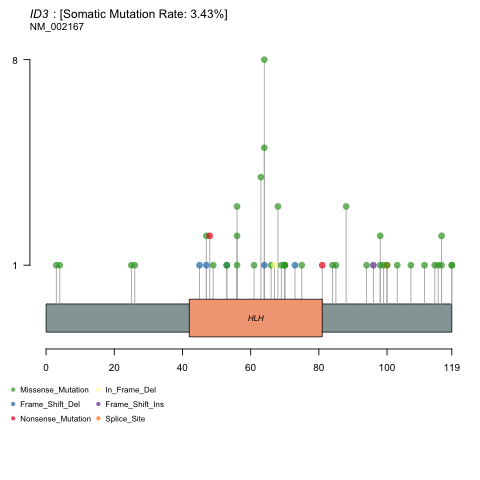 ID3 : [Somatic Mutation Rate: 3.43%]
NM_002167
8
1
HLH
0 20 40 60 80 100 119
Missense_Mutation In_Frame_Del
Frame_Shift_Del Frame_Shift_Ins
Nonsense_Mutation Splice_Site